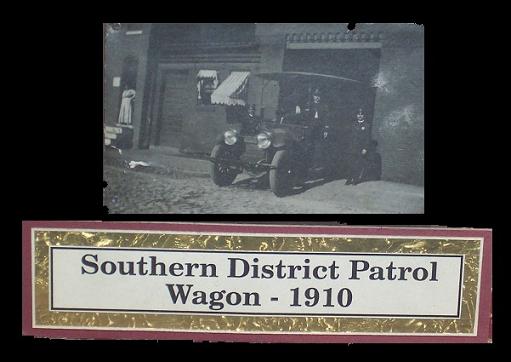 Southern District Patrol
Wagon - 1910